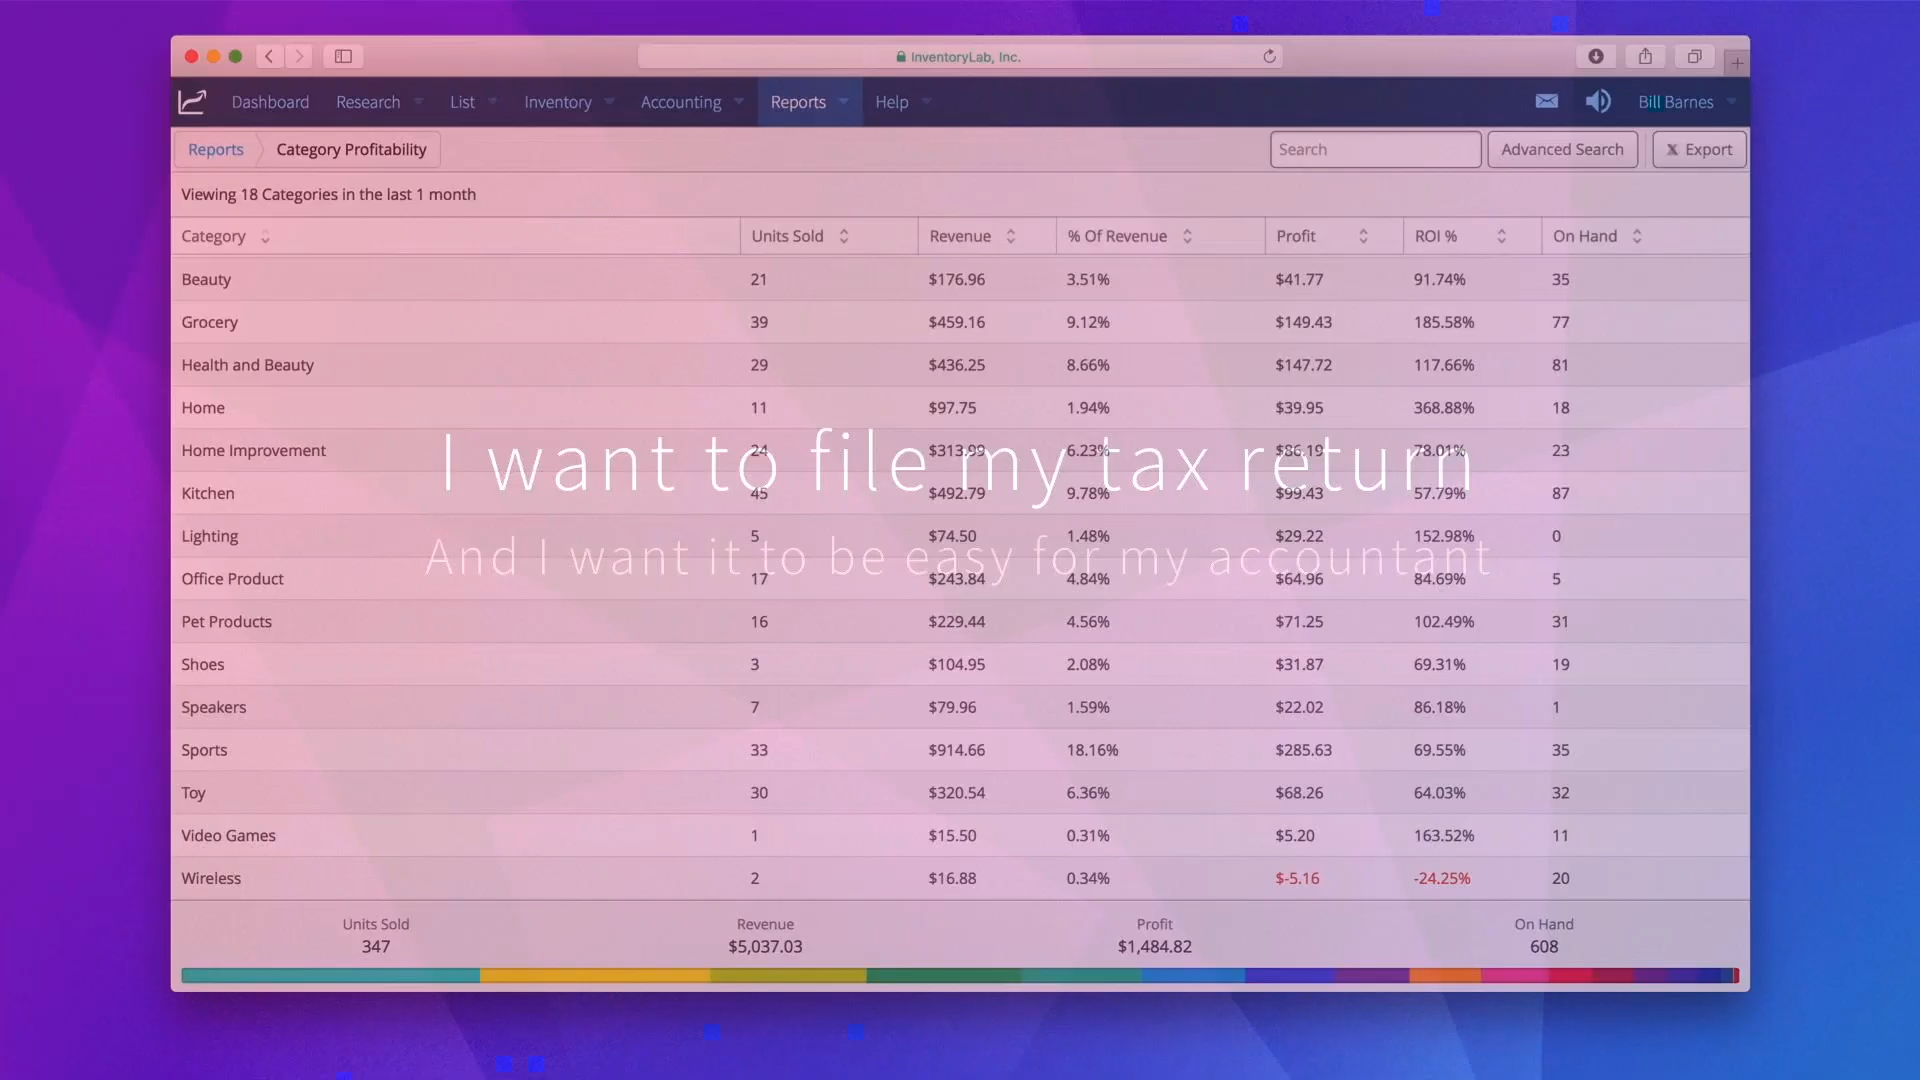 InventoryLab, Inc.
Dashboard Research List Inventory Accounting Reports Help Bill Barnes
Reports Category Profitability Search Advanced Search Export
Viewing 18 Categories in the last 1 month
Category Units Sold Revenue % Of Revenue Profit ROI % On Hand
Beauty 21 $176.96 3.51% $41.77 91.74% 35
Grocery 39 $459.16 9.12% $149.43 185.58% 77
Health and Beauty 29 $436.25 8.66% $147.72 117.66% 81
Home 11 $97.75 1.94% $39.95 368.88% 18
Home Improvement 24 $313.99 6.23% $86.19 78.01% 23
I want to file my tax return
Kitchen 45 $492.79 9.78% $99.43 57.79% 87
Lighting 5 $74.50 1.48% $29.22 152.98% 0
And I want it to be easy for my accountant
Office Product 17 $243.84 4.84% $64.96 84.69% 5
Pet Products 16 $229.44 4.56% $71.25 102.49% 31
Shoes 3 $104.95 2.08% $31.87 69.31% 19
Speakers 7 $79.96 1.59% $22.02 86.18% 1
Sports 33 $914.66 18.16% $285.63 69.55% 35
Toy 30 $320.54 6.36% $68.26 64.03% 32
Video Games 1 $15.50 0.31% $5.20 163.52% 11
Wireless 2 $16.88 0.34% $-5.16 -24.25% 20
Units Sold Revenue Profit On Hand
347 $5,037.03 $1,484.82 608